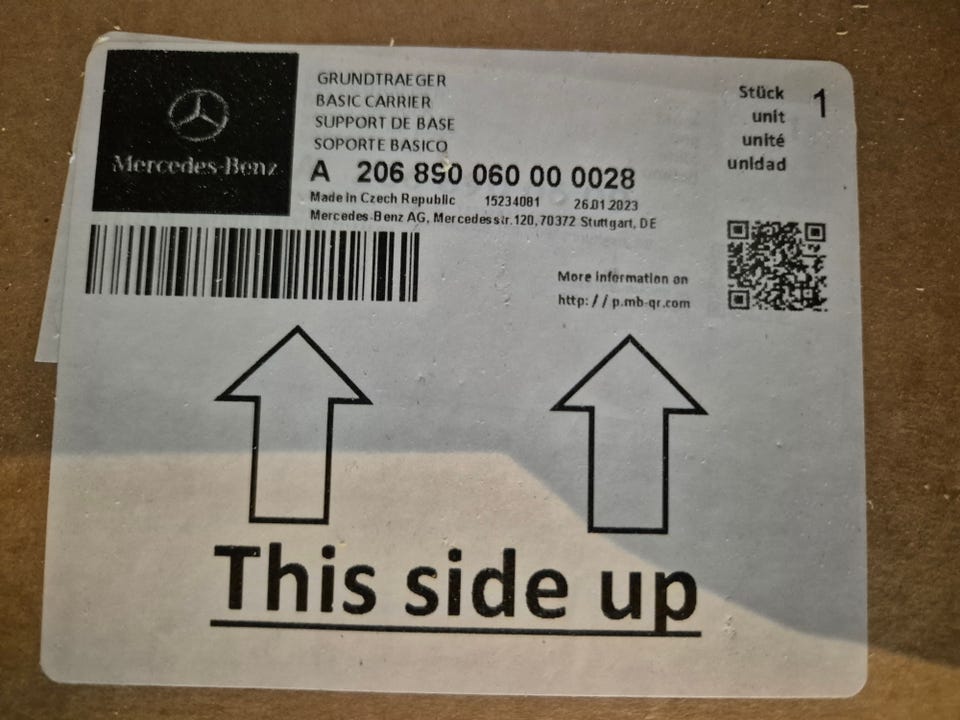 Mercedes-Benz
GRUNDTRAEGER
BASIC CARRIER
SUPPORT DE BASE
SOPORTE BASICO
A 206 890 060 00 0028
Made in Czech Republic 15234081 26.01.2023
Mercedes-Benz AG, Mercedesstr.120,70372 Stuttgart, DE
Stück 1
unit
unité
unidad
More information on
http: / / p.mb-qr.com
This side up